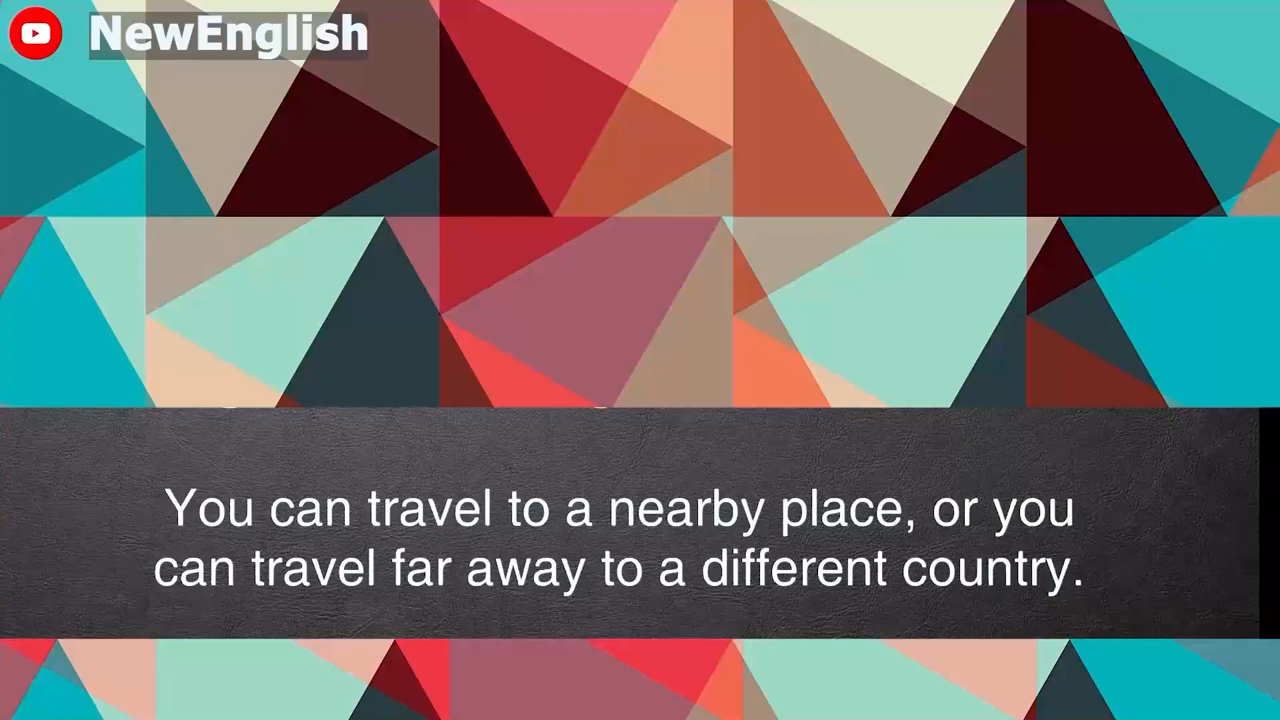 NewEnglish
You can travel to a nearby place, or you
can travel far away to a different country.